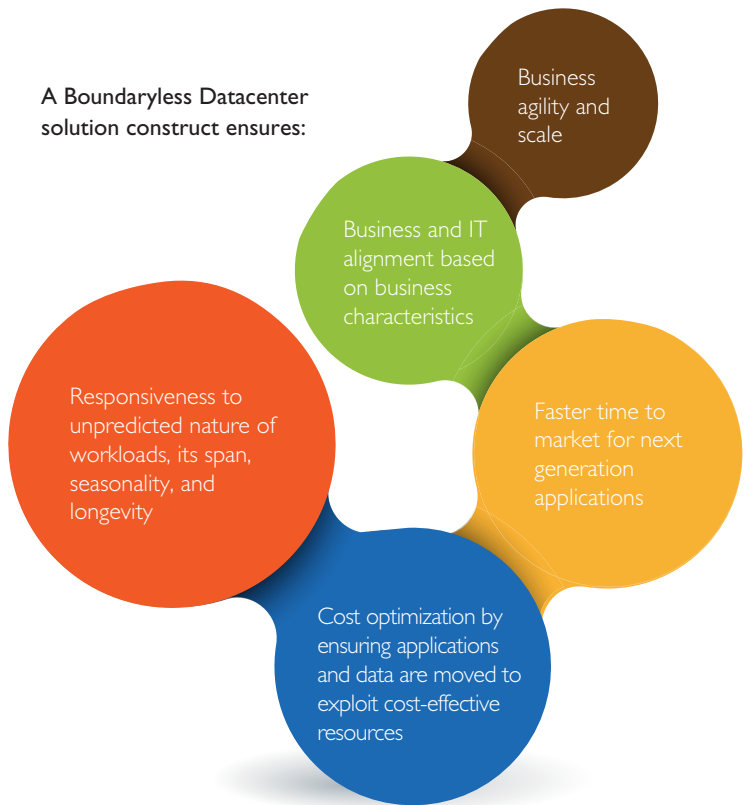 A Boundaryless Datacenter
solution construct ensures:
Business
agility and
scale
Business and IT
alignment based
on business
characteristics
Faster time to
market for next
generation
applications
Responsiveness to
unpredicted nature of
workloads, its span,
seasonality, and
longevity
Cost optimization by
ensuring applications
and data are moved to
exploit cost-effective
resources